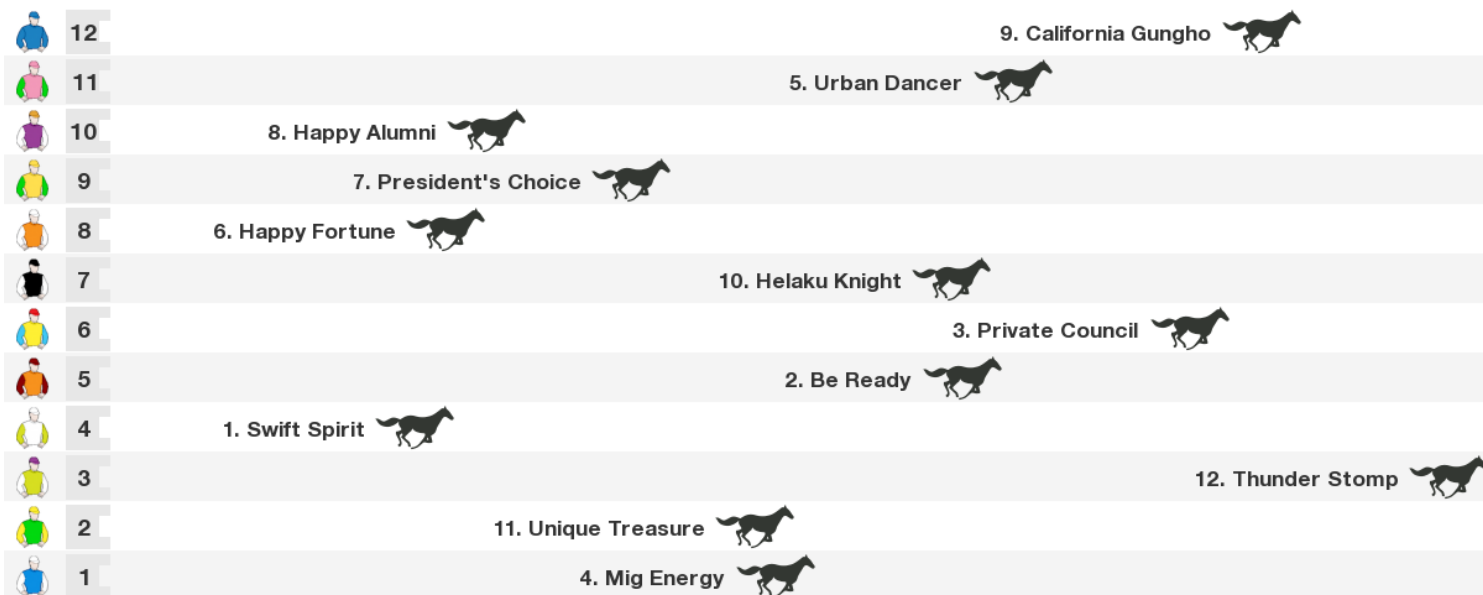 12 9. California Gungho
11 5. Urban Dancer
10 8. Happy Alumni
9 7. President's Choice
8 6. Happy Fortune
7 10. Helaku Knight
6 3. Private Council
5 2. Be Ready
4 1. Swift Spirit
3 12. Thunder Stomp
2 11. Unique Treasure
1 4. Mig Energy